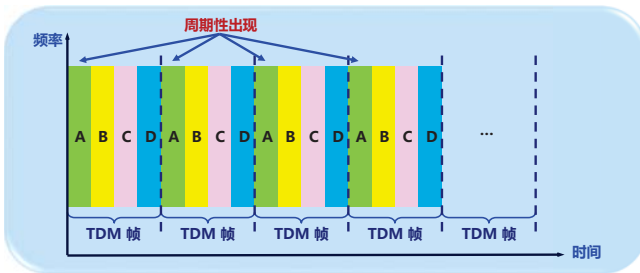 周期性出现
频率
A B C D A B C D A B C D A B C D ...
TDM 帧 TDM 帧 TDM 帧 TDM 帧 TDM 帧
时间